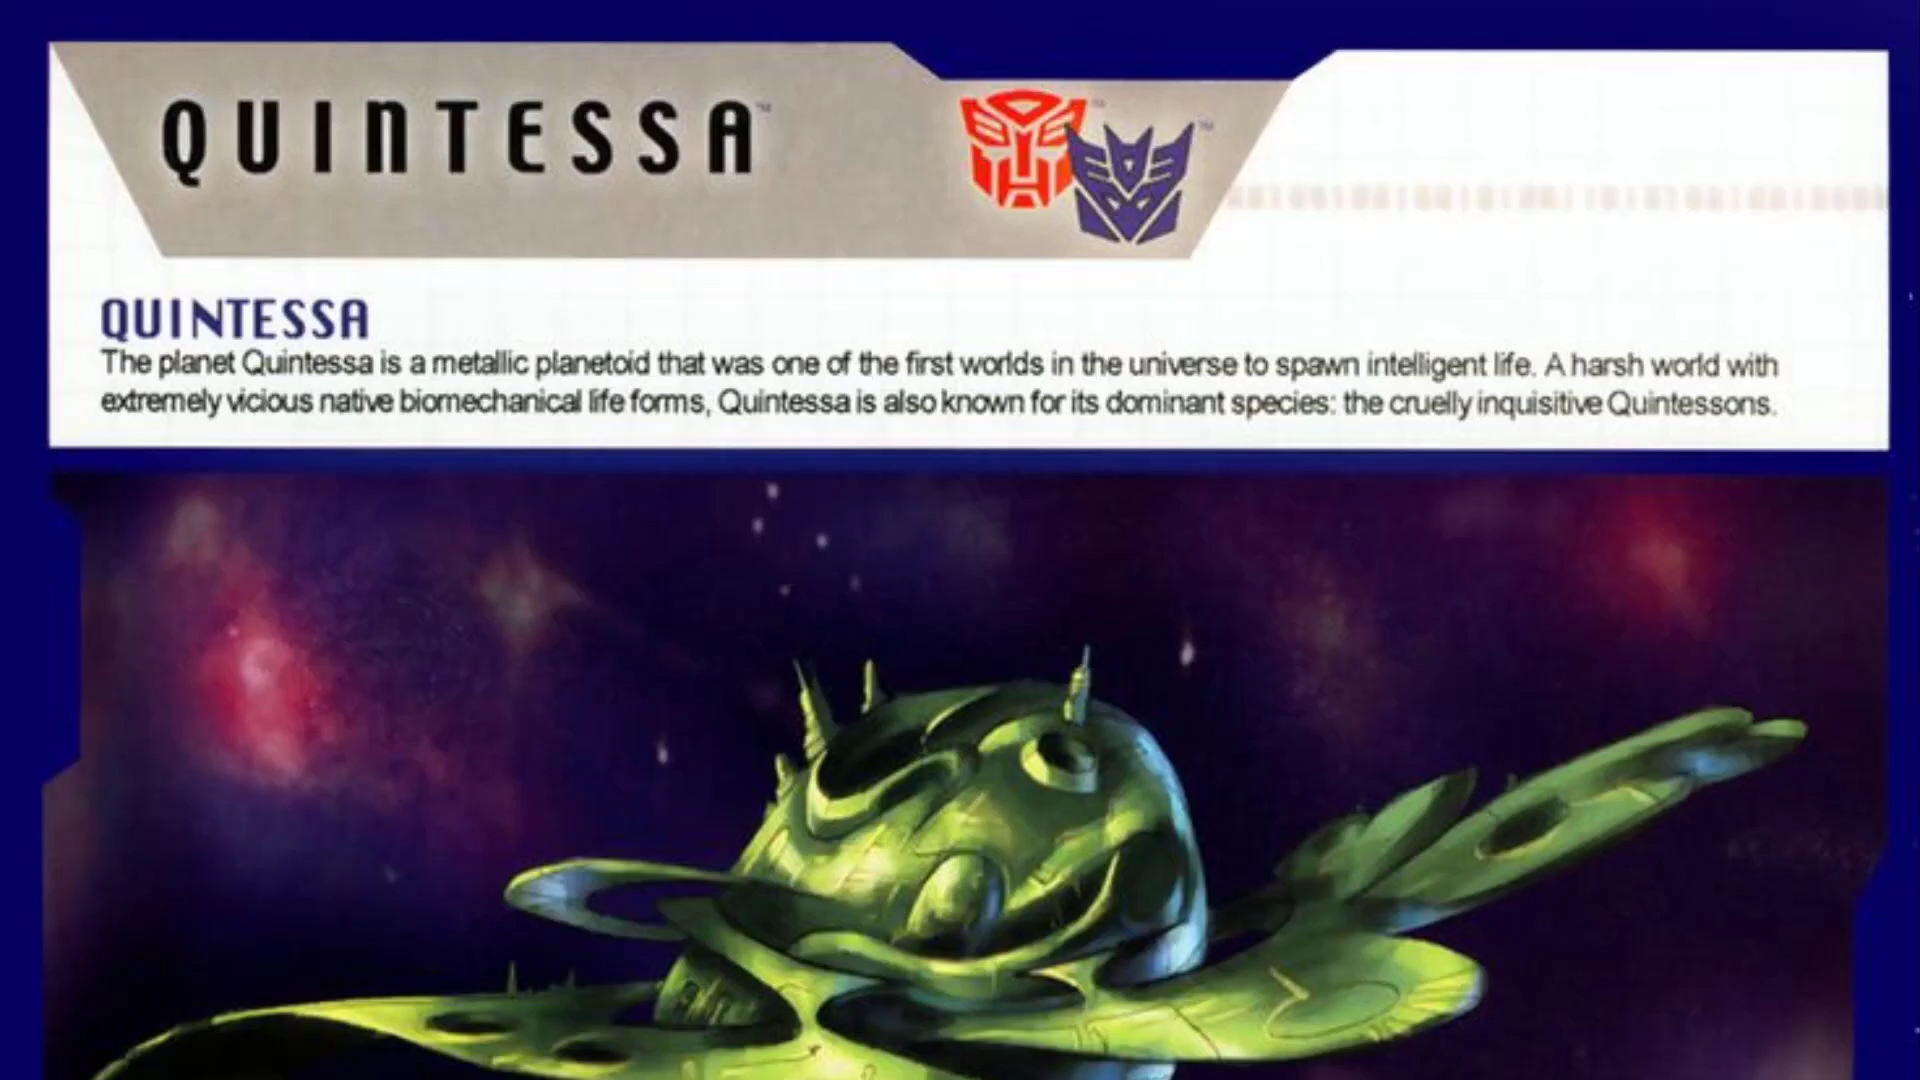 QUINTESSA™
QUINTESSA
The planet Quintessa is a metallic planetoid that was one of the first worlds in the universe to spawn intelligent life. A harsh world with
extremely vicious native biomechanical life forms, Quintessa is also known for its dominant species: the cruelly inquisitive Quintessons.